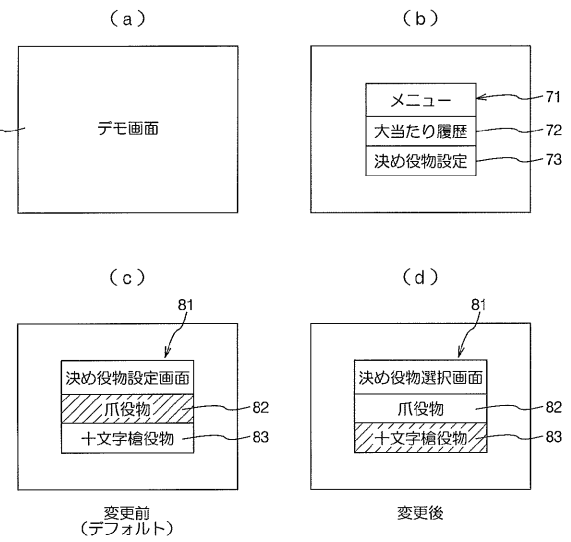 (a)
デモ画面
(b)
メニュー
71
大当たり履歴
72
決め役物設定
73
(c)
81
決め役物設定画面
爪役物
82
十文字槍役物
83
変更前
(デフォルト)
(d)
81
決め役物選択画面
爪役物
82
十文字槍役物
83
変更後